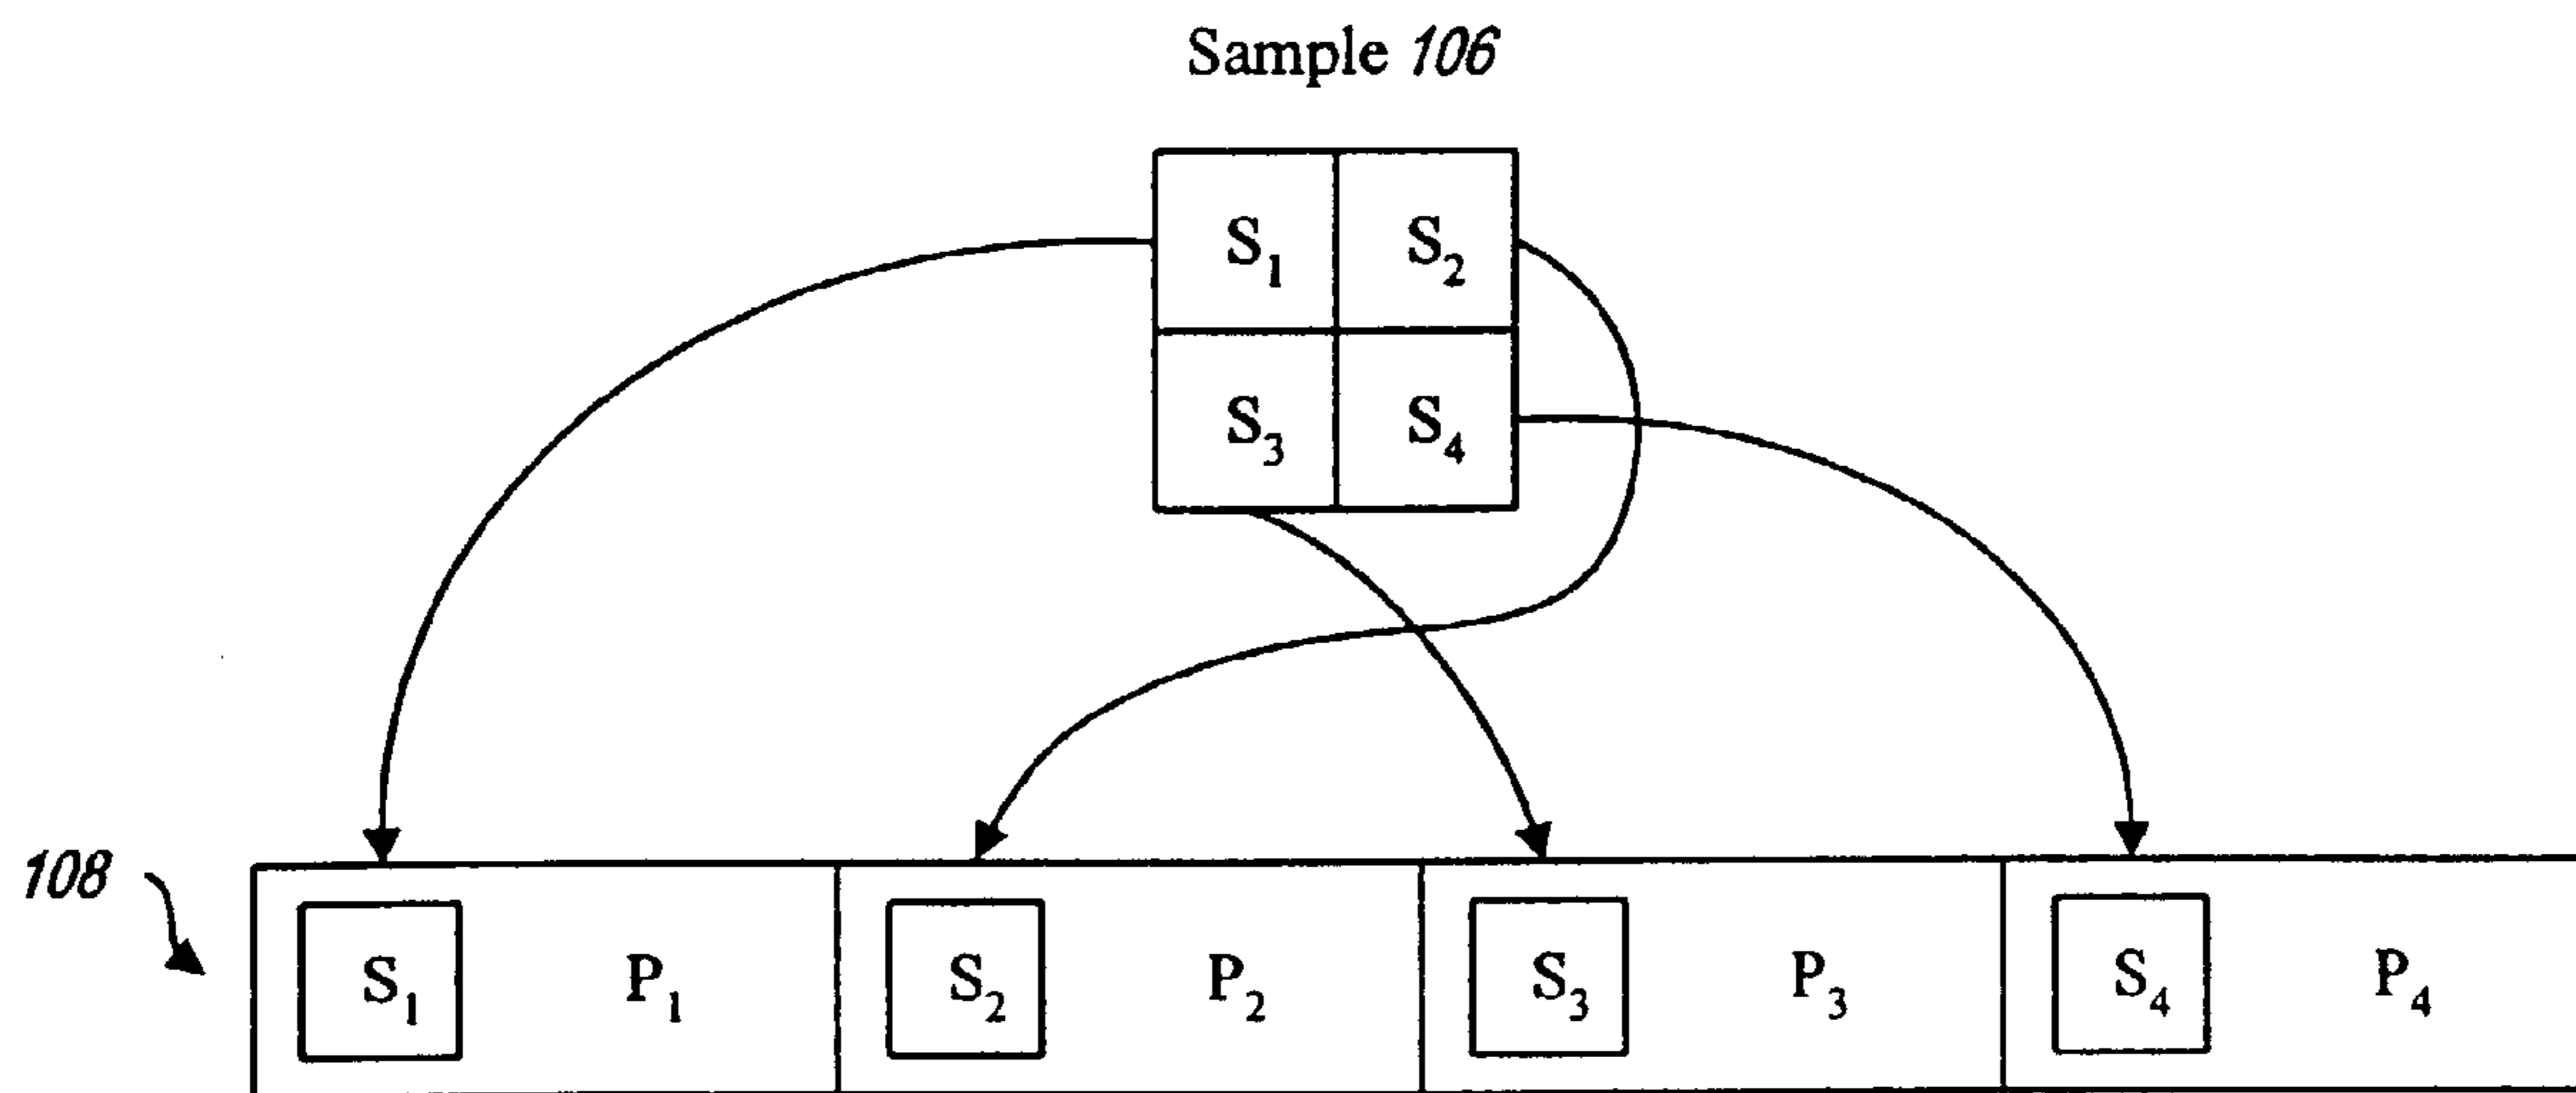 Sample 106
S₁ S₂
S₃ S₄
108
S₁ P₁ S₂ P₂ S₃ P₃ S₄ P₄